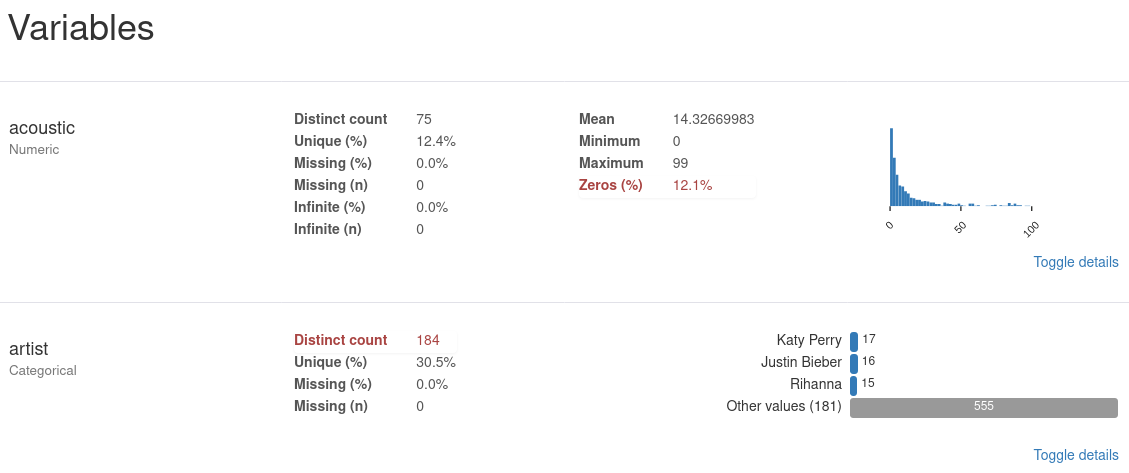 Variables
acoustic
Numeric
Distinct count 75
Unique (%) 12.4%
Missing (%) 0.0%
Missing (n) 0
Infinite (%) 0.0%
Infinite (n) 0
Mean 14.32669983
Minimum 0
Maximum 99
Zeros (%) 12.1%
0 50 100
Toggle details
artist
Categorical
Distinct count 184
Unique (%) 30.5%
Missing (%) 0.0%
Missing (n) 0
Katy Perry 17
Justin Bieber 16
Rihanna 15
Other values (181) 555
Toggle details